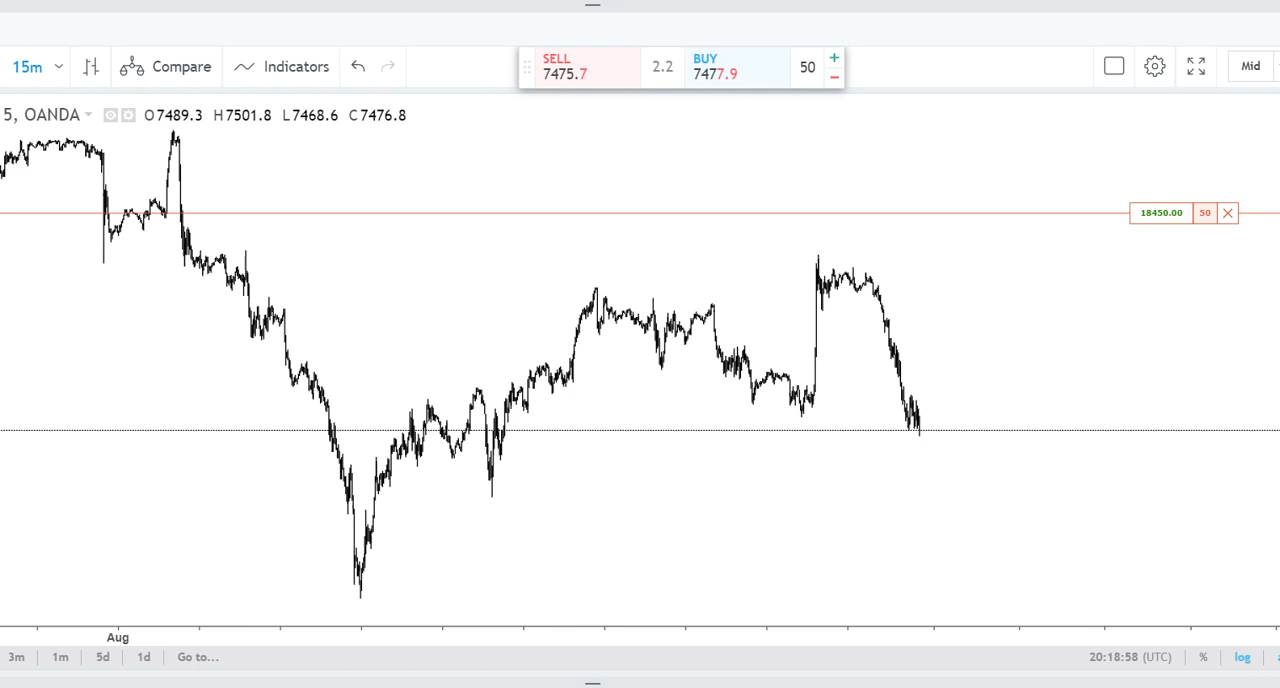 SELL BUY
15m Compare Indicators 7475.7 2.2 7477.9 50 + − Mid
5, OANDA O7489.3 H7501.8 L7468.6 C7476.8
18450.00 50
Aug
3m 1m 5d 1d Go to... 20:18:58 (UTC) % log